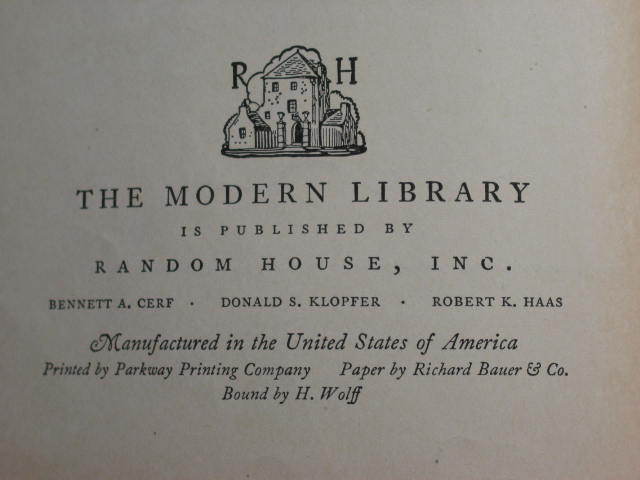 R H
THE MODERN LIBRARY
IS PUBLISHED BY
RANDOM HOUSE, INC.
BENNETT A. CERF · DONALD S. KLOPFER · ROBERT K. HAAS
Manufactured in the United States of America
Printed by Parkway Printing Company Paper by Richard Bauer & Co.
Bound by H. Wolff